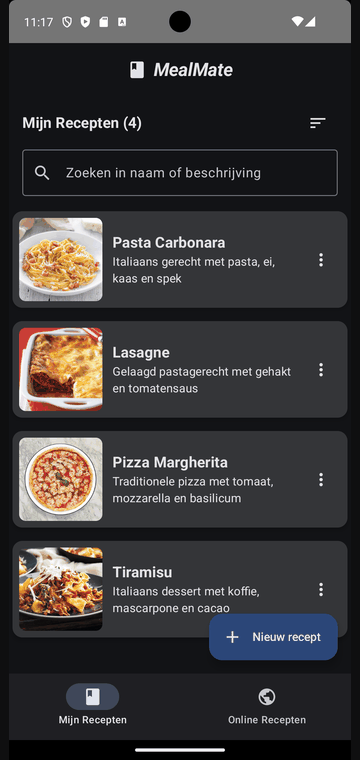 11:17
MealMate
Mijn Recepten (4)
Zoeken in naam of beschrijving
Pasta Carbonara
Italiaans gerecht met pasta, ei,
kaas en spek
Lasagne
Gelaagd pastagerecht met gehakt
en tomatensaus
Pizza Margherita
Traditionele pizza met tomaat,
mozzarella en basilicum
Tiramisu
Italiaans dessert met koffie,
mascarpone en cacao
Nieuw recept
Mijn Recepten
Online Recepten